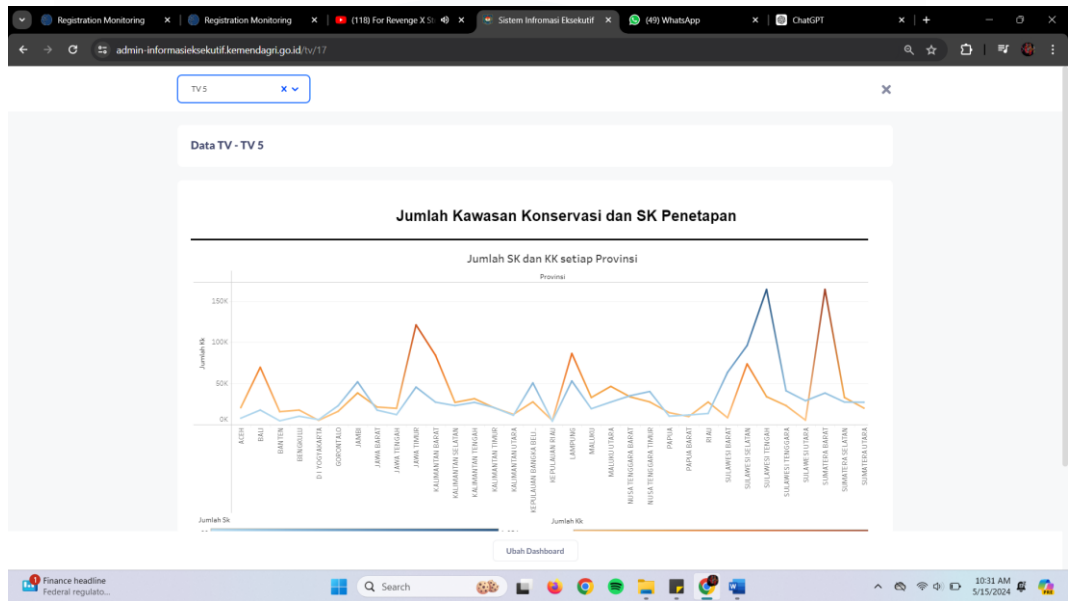 Registration Monitoring
Registration Monitoring
(118) For Revenge X St
Sistem Infromasi Eksekutif
(49) WhatsApp
ChatGPT
admin-informasieksekutif.kemendagri.go.id/tv/17
TV 5
Data TV - TV 5
Jumlah Kawasan Konservasi dan SK Penetapan
Jumlah SK dan KK setiap Provinsi
Provinsi
Jumlah Kk
150K
100K
50K
0K
ACEH
BALI
BANTEN
BENGKULU
D I YOGYAKARTA
GORONTALO
JAMBI
JAWA BARAT
JAWA TENGAH
JAWA TIMUR
KALIMANTAN BARAT
KALIMANTAN SELATAN
KALIMANTAN TENGAH
KALIMANTAN TIMUR
KALIMANTAN UTARA
KEPULAUAN BANGKA BELI..
KEPULAUAN RIAU
LAMPUNG
MALUKU
MALUKU UTARA
NUSA TENGGARA BARAT
NUSA TENGGARA TIMUR
PAPUA
PAPUA BARAT
RIAU
SULAWESI BARAT
SULAWESI SELATAN
SULAWESI TENGAH
SULAWESI TENGGARA
SULAWESI UTARA
SUMATERA BARAT
SUMATERA SELATAN
SUMATERA UTARA
Jumlah Sk
Jumlah Kk
Ubah Dashboard
1
Finance headline
Federal regulato...
Search
10:31 AM
5/15/2024